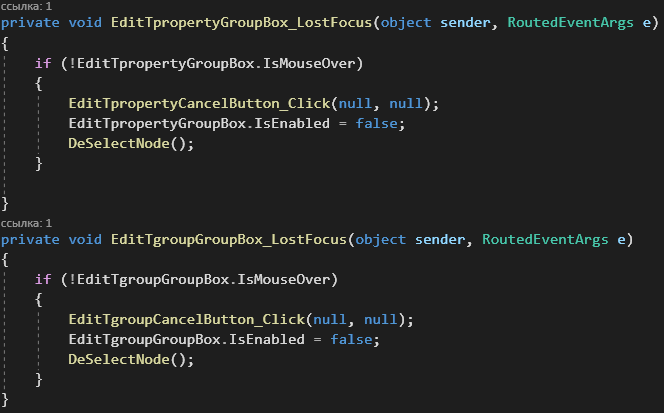 ссылка: 1
private void EditTpropertyGroupBox_LostFocus(object sender, RoutedEventArgs e)
{
if (!EditTpropertyGroupBox.IsMouseOver)
{
EditTpropertyCancelButton_Click(null, null);
EditTpropertyGroupBox.IsEnabled = false;
DeSelectNode();
}
}
ссылка: 1
private void EditTgroupGroupBox_LostFocus(object sender, RoutedEventArgs e)
{
if (!EditTgroupGroupBox.IsMouseOver)
{
EditTgroupCancelButton_Click(null, null);
EditTgroupGroupBox.IsEnabled = false;
DeSelectNode();
}
}